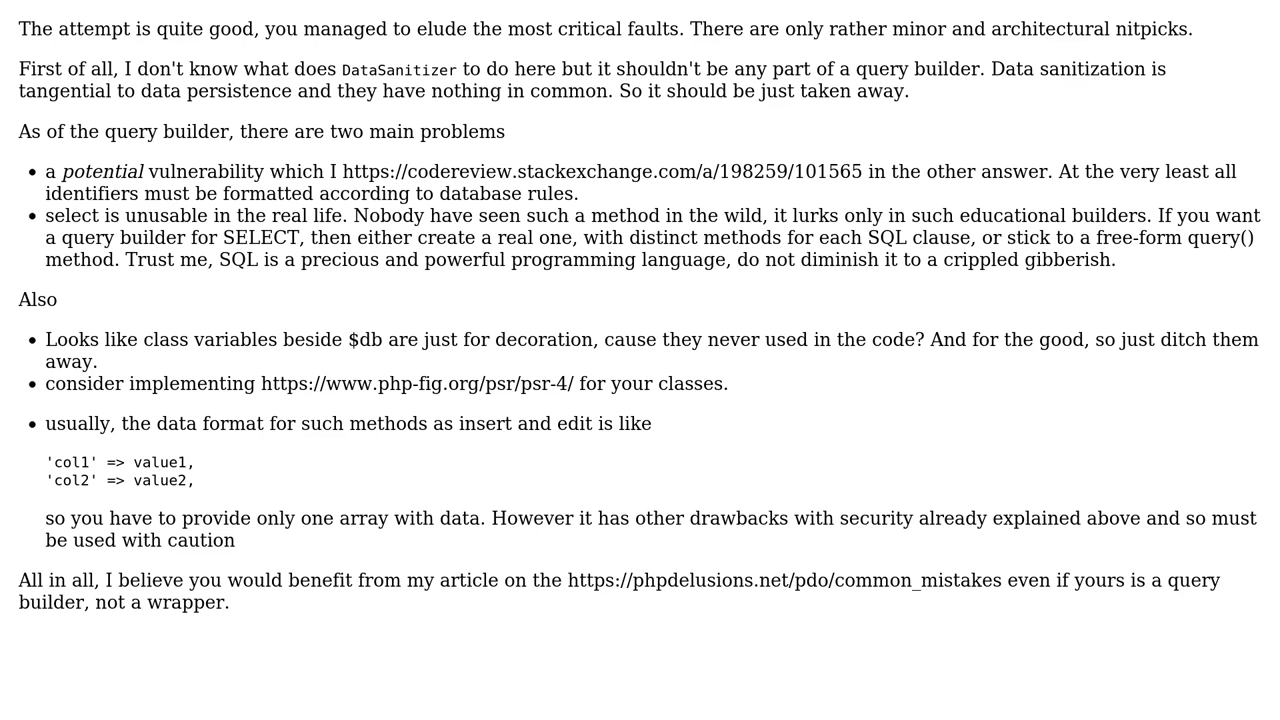 The attempt is quite good, you managed to elude the most critical faults. There are only rather minor and architectural nitpicks.
First of all, I don't know what does DataSanitizer to do here but it shouldn't be any part of a query builder. Data sanitization is
tangential to data persistence and they have nothing in common. So it should be just taken away.
As of the query builder, there are two main problems
• a potential vulnerability which I https://codereview.stackexchange.com/a/198259/101565 in the other answer. At the very least all
identifiers must be formatted according to database rules.
• select is unusable in the real life. Nobody have seen such a method in the wild, it lurks only in such educational builders. If you want
a query builder for SELECT, then either create a real one, with distinct methods for each SQL clause, or stick to a free-form query()
method. Trust me, SQL is a precious and powerful programming language, do not diminish it to a crippled gibberish.
Also
• Looks like class variables beside $db are just for decoration, cause they never used in the code? And for the good, so just ditch them
away.
• consider implementing https://www.php-fig.org/psr/psr-4/ for your classes.
• usually, the data format for such methods as insert and edit is like
'col1' => value1,
'col2' => value2,
so you have to provide only one array with data. However it has other drawbacks with security already explained above and so must
be used with caution
All in all, I believe you would benefit from my article on the https://phpdelusions.net/pdo/common_mistakes even if yours is a query
builder, not a wrapper.